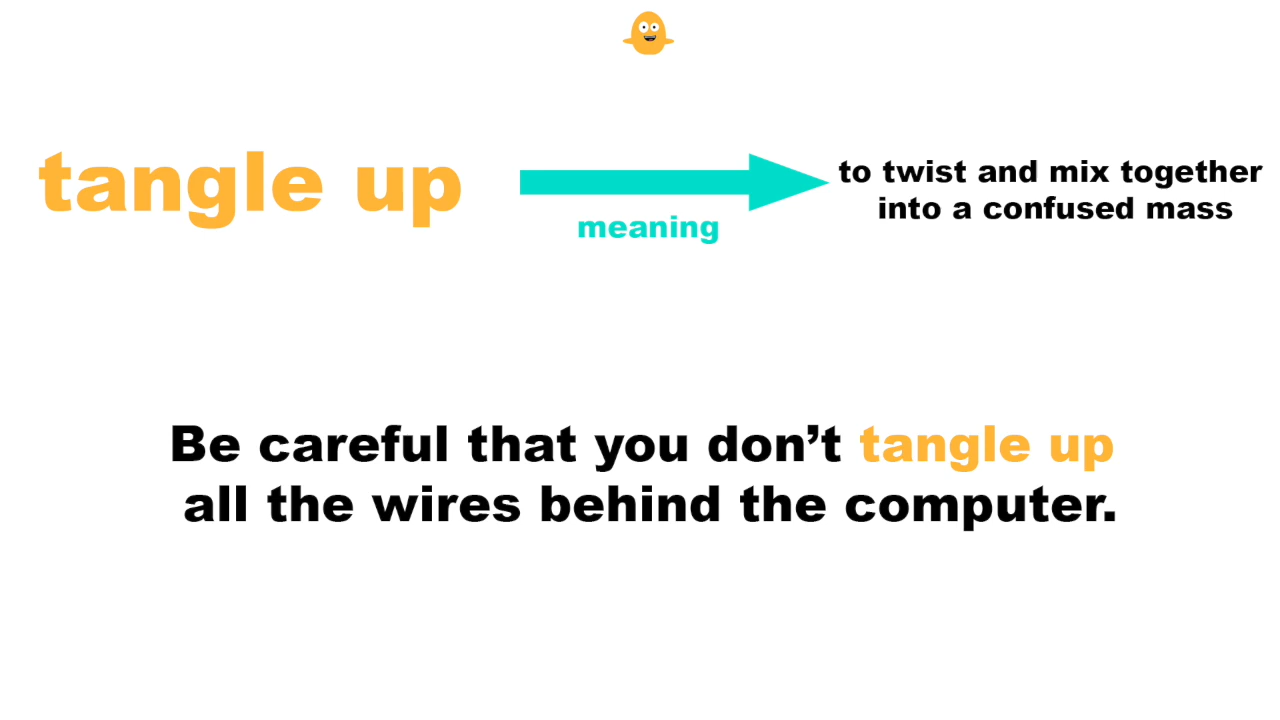 tangle up
meaning
to twist and mix together
into a confused mass
Be careful that you don’t tangle up
all the wires behind the computer.